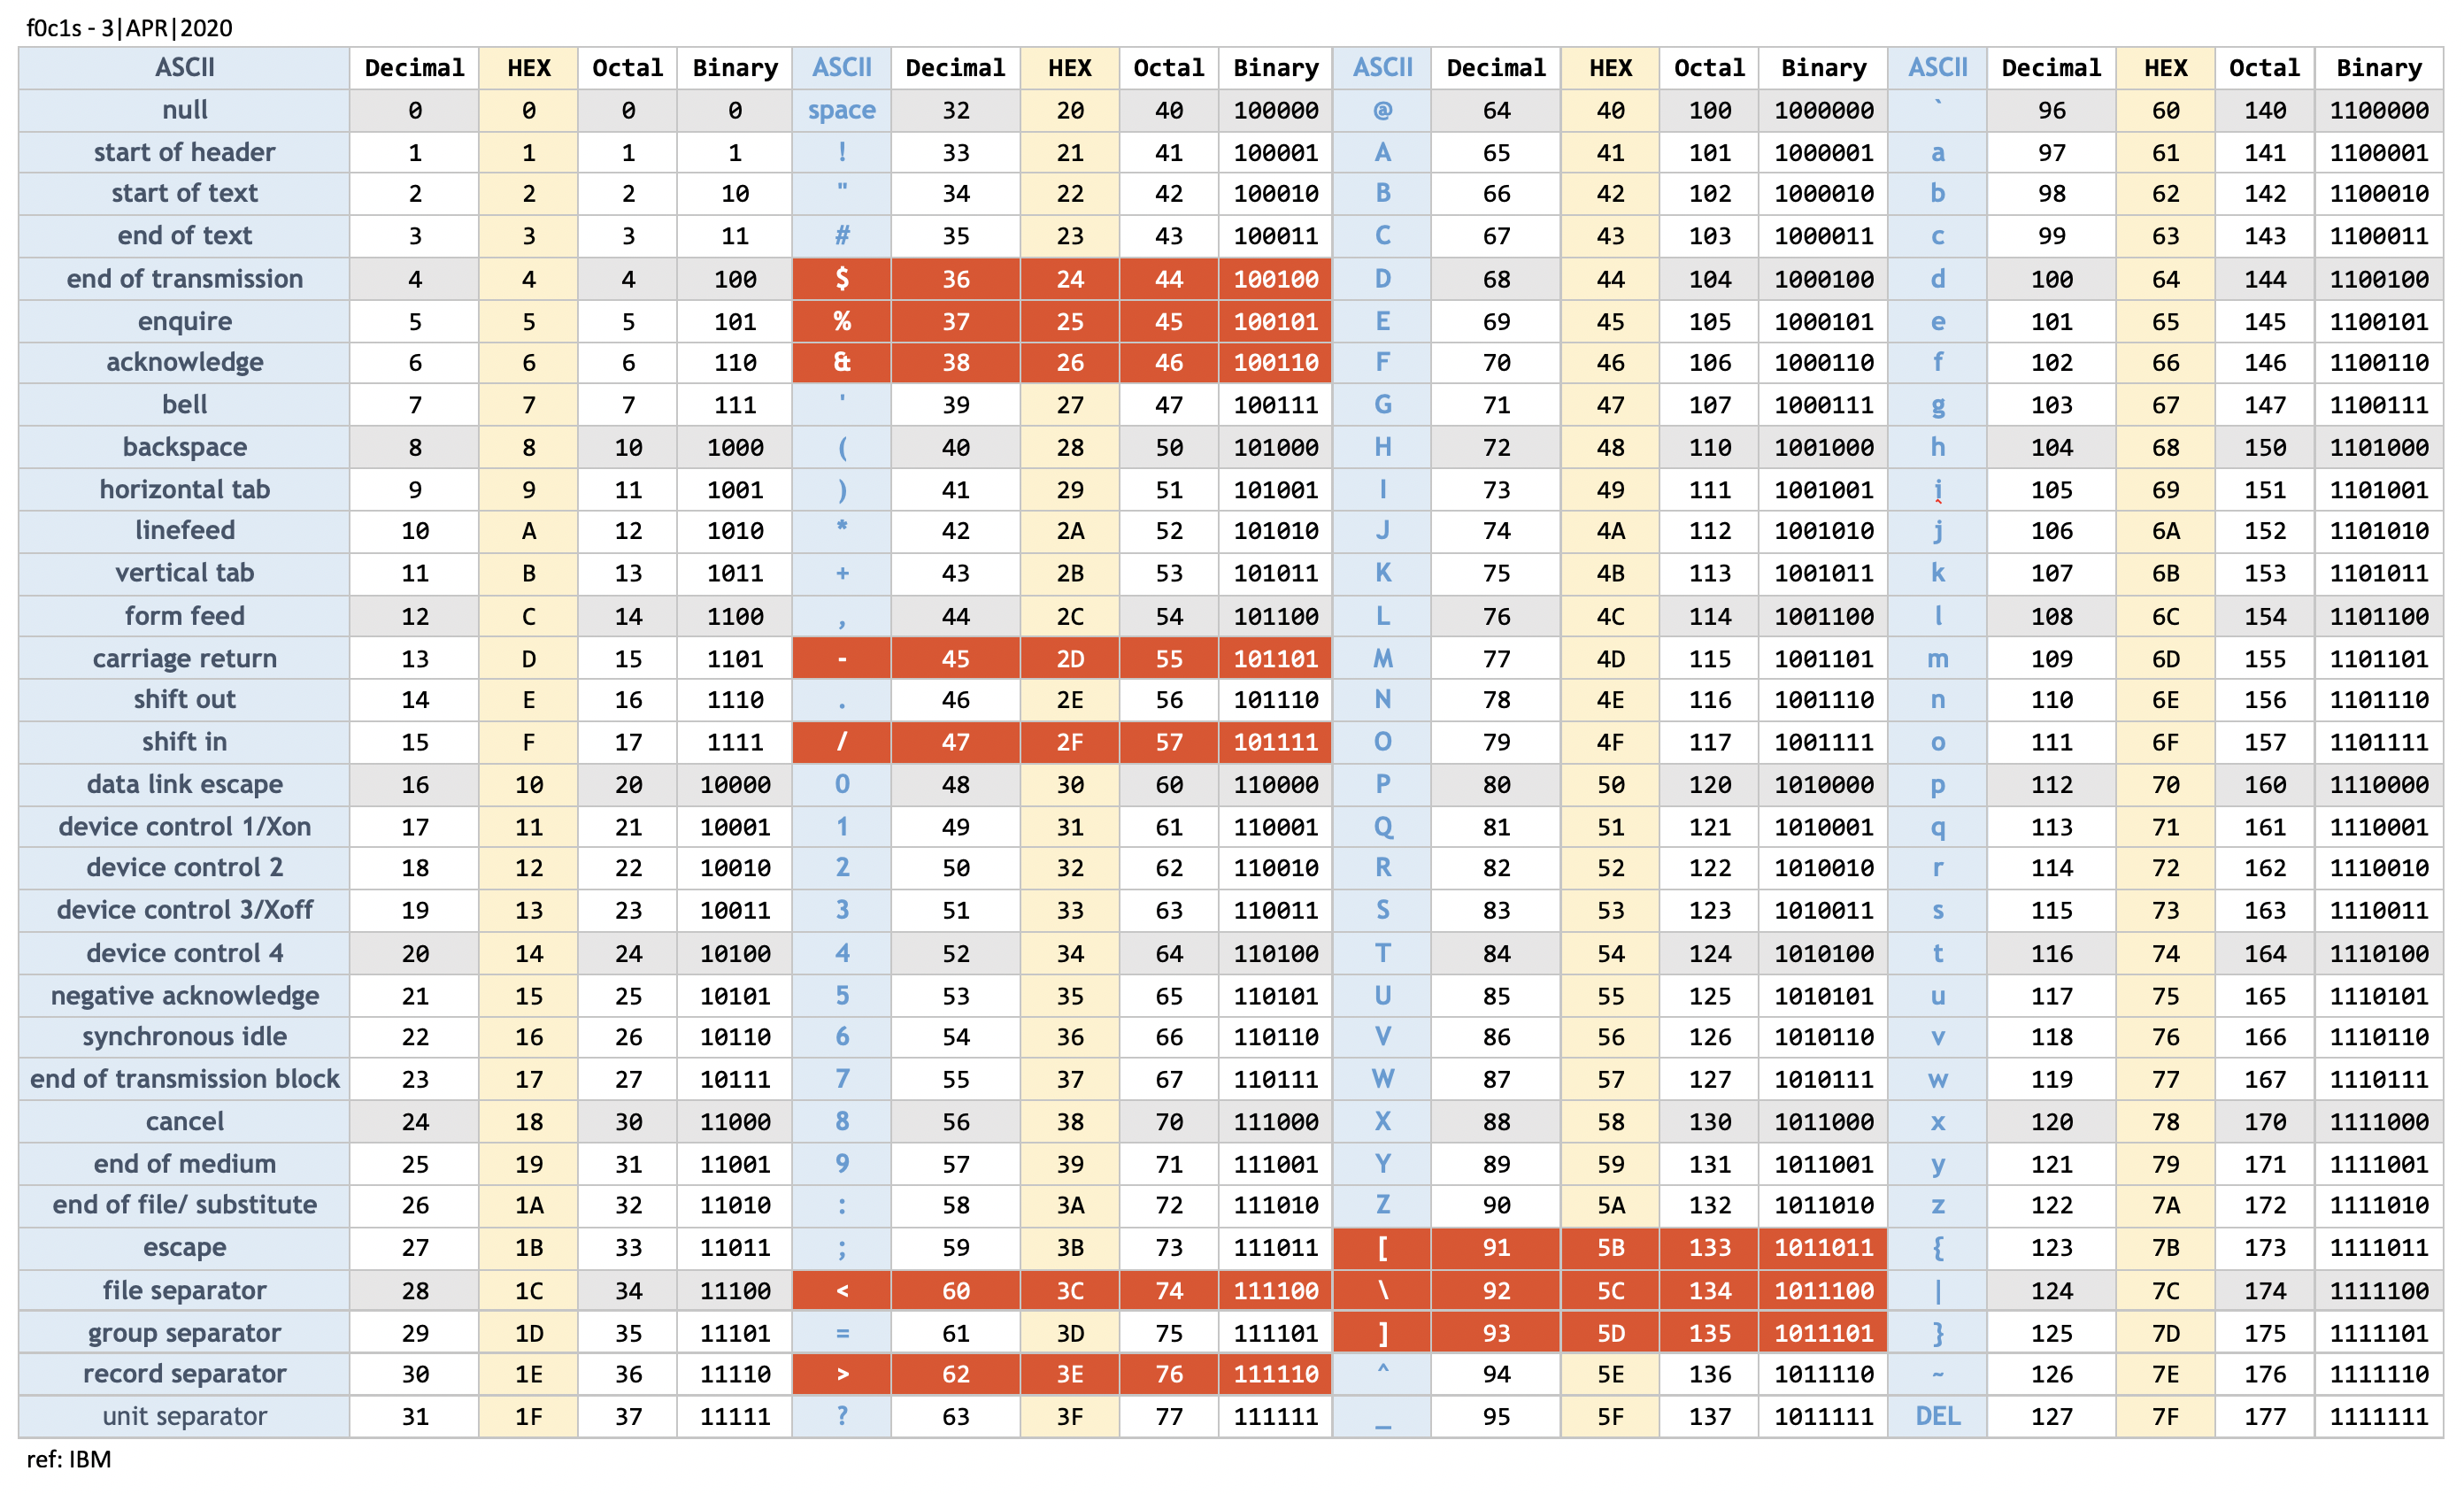 f0c1s - 3|APR|2020
ASCII Decimal HEX Octal Binary ASCII Decimal HEX Octal Binary ASCII Decimal HEX Octal Binary ASCII Decimal HEX Octal Binary
null 0 0 0 0 space 32 20 40 100000 @ 64 40 100 1000000 ` 96 60 140 1100000
start of header 1 1 1 1 ! 33 21 41 100001 A 65 41 101 1000001 a 97 61 141 1100001
start of text 2 2 2 10 " 34 22 42 100010 B 66 42 102 1000010 b 98 62 142 1100010
end of text 3 3 3 11 # 35 23 43 100011 C 67 43 103 1000011 c 99 63 143 1100011
end of transmission 4 4 4 100 $ 36 24 44 100100 D 68 44 104 1000100 d 100 64 144 1100100
enquire 5 5 5 101 % 37 25 45 100101 E 69 45 105 1000101 e 101 65 145 1100101
acknowledge 6 6 6 110 & 38 26 46 100110 F 70 46 106 1000110 f 102 66 146 1100110
bell 7 7 7 111 ' 39 27 47 100111 G 71 47 107 1000111 g 103 67 147 1100111
backspace 8 8 10 1000 ( 40 28 50 101000 H 72 48 110 1001000 h 104 68 150 1101000
horizontal tab 9 9 11 1001 ) 41 29 51 101001 I 73 49 111 1001001 i 105 69 151 1101001
linefeed 10 A 12 1010 * 42 2A 52 101010 J 74 4A 112 1001010 j 106 6A 152 1101010
vertical tab 11 B 13 1011 + 43 2B 53 101011 K 75 4B 113 1001011 k 107 6B 153 1101011
form feed 12 C 14 1100 , 44 2C 54 101100 L 76 4C 114 1001100 l 108 6C 154 1101100
carriage return 13 D 15 1101 - 45 2D 55 101101 M 77 4D 115 1001101 m 109 6D 155 1101101
shift out 14 E 16 1110 . 46 2E 56 101110 N 78 4E 116 1001110 n 110 6E 156 1101110
shift in 15 F 17 1111 / 47 2F 57 101111 O 79 4F 117 1001111 o 111 6F 157 1101111
data link escape 16 10 20 10000 0 48 30 60 110000 P 80 50 120 1010000 p 112 70 160 1110000
device control 1/Xon 17 11 21 10001 1 49 31 61 110001 Q 81 51 121 1010001 q 113 71 161 1110001
device control 2 18 12 22 10010 2 50 32 62 110010 R 82 52 122 1010010 r 114 72 162 1110010
device control 3/Xoff 19 13 23 10011 3 51 33 63 110011 S 83 53 123 1010011 s 115 73 163 1110011
device control 4 20 14 24 10100 4 52 34 64 110100 T 84 54 124 1010100 t 116 74 164 1110100
negative acknowledge 21 15 25 10101 5 53 35 65 110101 U 85 55 125 1010101 u 117 75 165 1110101
synchronous idle 22 16 26 10110 6 54 36 66 110110 V 86 56 126 1010110 v 118 76 166 1110110
end of transmission block 23 17 27 10111 7 55 37 67 110111 W 87 57 127 1010111 w 119 77 167 1110111
cancel 24 18 30 11000 8 56 38 70 111000 X 88 58 130 1011000 x 120 78 170 1111000
end of medium 25 19 31 11001 9 57 39 71 111001 Y 89 59 131 1011001 y 121 79 171 1111001
end of file/ substitute 26 1A 32 11010 : 58 3A 72 111010 Z 90 5A 132 1011010 z 122 7A 172 1111010
escape 27 1B 33 11011 ; 59 3B 73 111011 [ 91 5B 133 1011011 { 123 7B 173 1111011
file separator 28 1C 34 11100 < 60 3C 74 111100 \ 92 5C 134 1011100 | 124 7C 174 1111100
group separator 29 1D 35 11101 = 61 3D 75 111101 ] 93 5D 135 1011101 } 125 7D 175 1111101
record separator 30 1E 36 11110 > 62 3E 76 111110 ^ 94 5E 136 1011110 ~ 126 7E 176 1111110
unit separator 31 1F 37 11111 ? 63 3F 77 111111 _ 95 5F 137 1011111 DEL 127 7F 177 1111111
ref: IBM